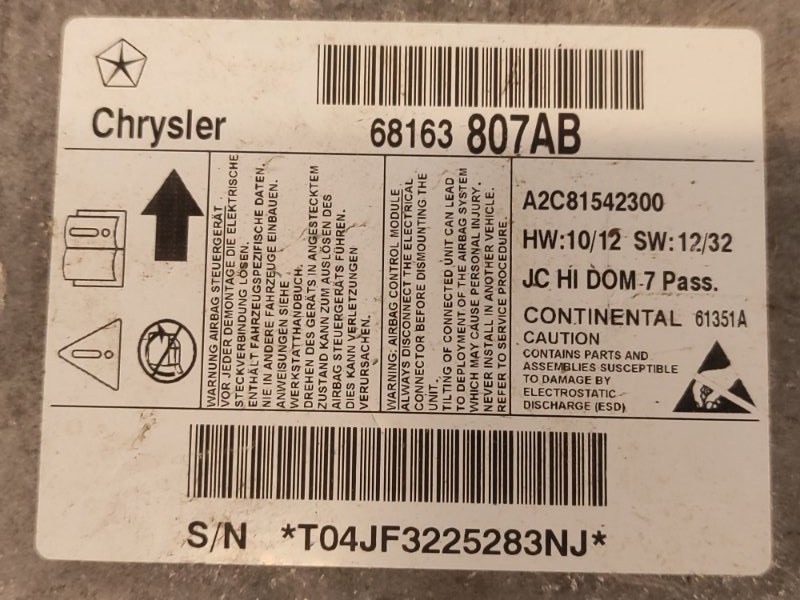 Chrysler
68163 807AB
WARNUNG AIRBAG STEUERGERÄT
VOR JEDER DEMONTAGE DIE ELEKTRISCHE
STECKVERBINDUNG LÖSEN.
ENTHÄLT FAHRZEUGSPEZIFISCHE DATEN,
NIE IN ANDERE FAHRZEUGE EINBAUEN.
ANWEISUNGEN SIEHE
WERKSTATTHANDBUCH.
DREHEN DES GERÄTS IN ANGESTECKTEM
ZUSTAND KANN ZUM AUSLÖSEN DES
AIRBAG STEUERGERÄTS FÜHREN.
DIES KANN VERLETZUNGEN
VERURSACHEN.
WARNING: AIRBAG CONTROL MODULE
ALWAYS DISCONNECT THE ELECTRICAL
CONNECTOR BEFORE DISMOUNTING THE
UNIT.
TILTING OF CONNECTED UNIT CAN LEAD
TO DEPLOYMENT OF THE AIRBAG SYSTEM
WHICH MAY CAUSE PERSONAL INJURY.
NEVER INSTALL IN ANOTHER VEHICLE.
REFER TO SERVICE PROCEDURE.
A2C81542300
HW:10/12 SW:12/32
JC HI DOM-7 Pass.
CONTINENTAL 61351A
CAUTION
CONTAINS PARTS AND
ASSEMBLIES SUSCEPTIBLE
TO DAMAGE BY
ELECTROSTATIC
DISCHARGE (ESD)
S/N *T04JF3225283NJ*